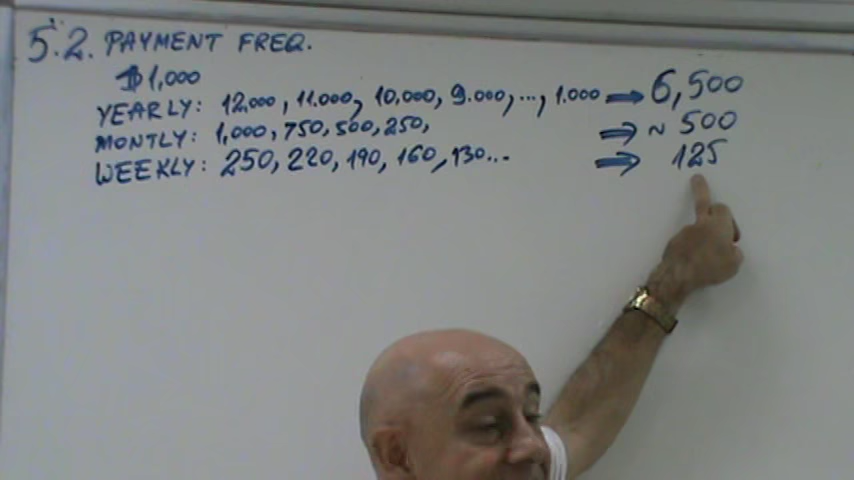 5.2. PAYMENT FREQ.
$1,000
YEARLY: 12.000, 11.000, 10.000, 9.000,..., 1.000 ⇒ 6,500
MONTLY: 1,000, 750, 500, 250, ⇒ ~ 500
WEEKLY: 250, 220, 190, 160, 130... ⇒ 125